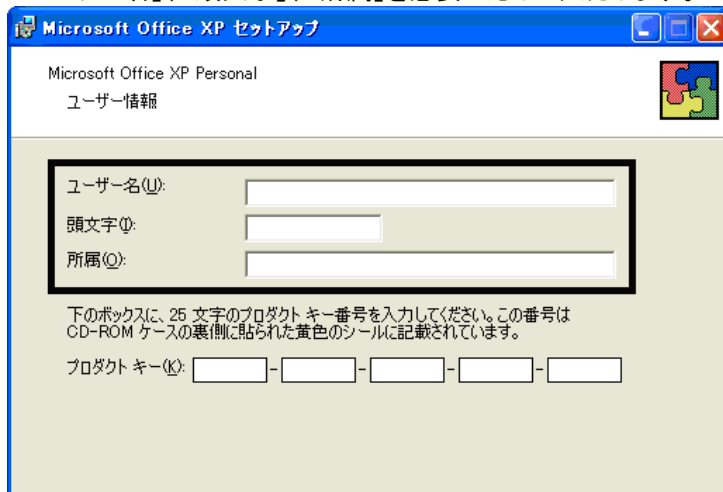 Microsoft Office XP セットアップ
Microsoft Office XP Personal
ユーザー情報
ユーザー名(U):
頭文字(I):
所属(O):
下のボックスに、25 文字のプロダクト キー番号を入力してください。この番号は
CD-ROM ケースの裏側に貼られた黄色のシールに記載されています。
プロダクト キー(K): - - - -